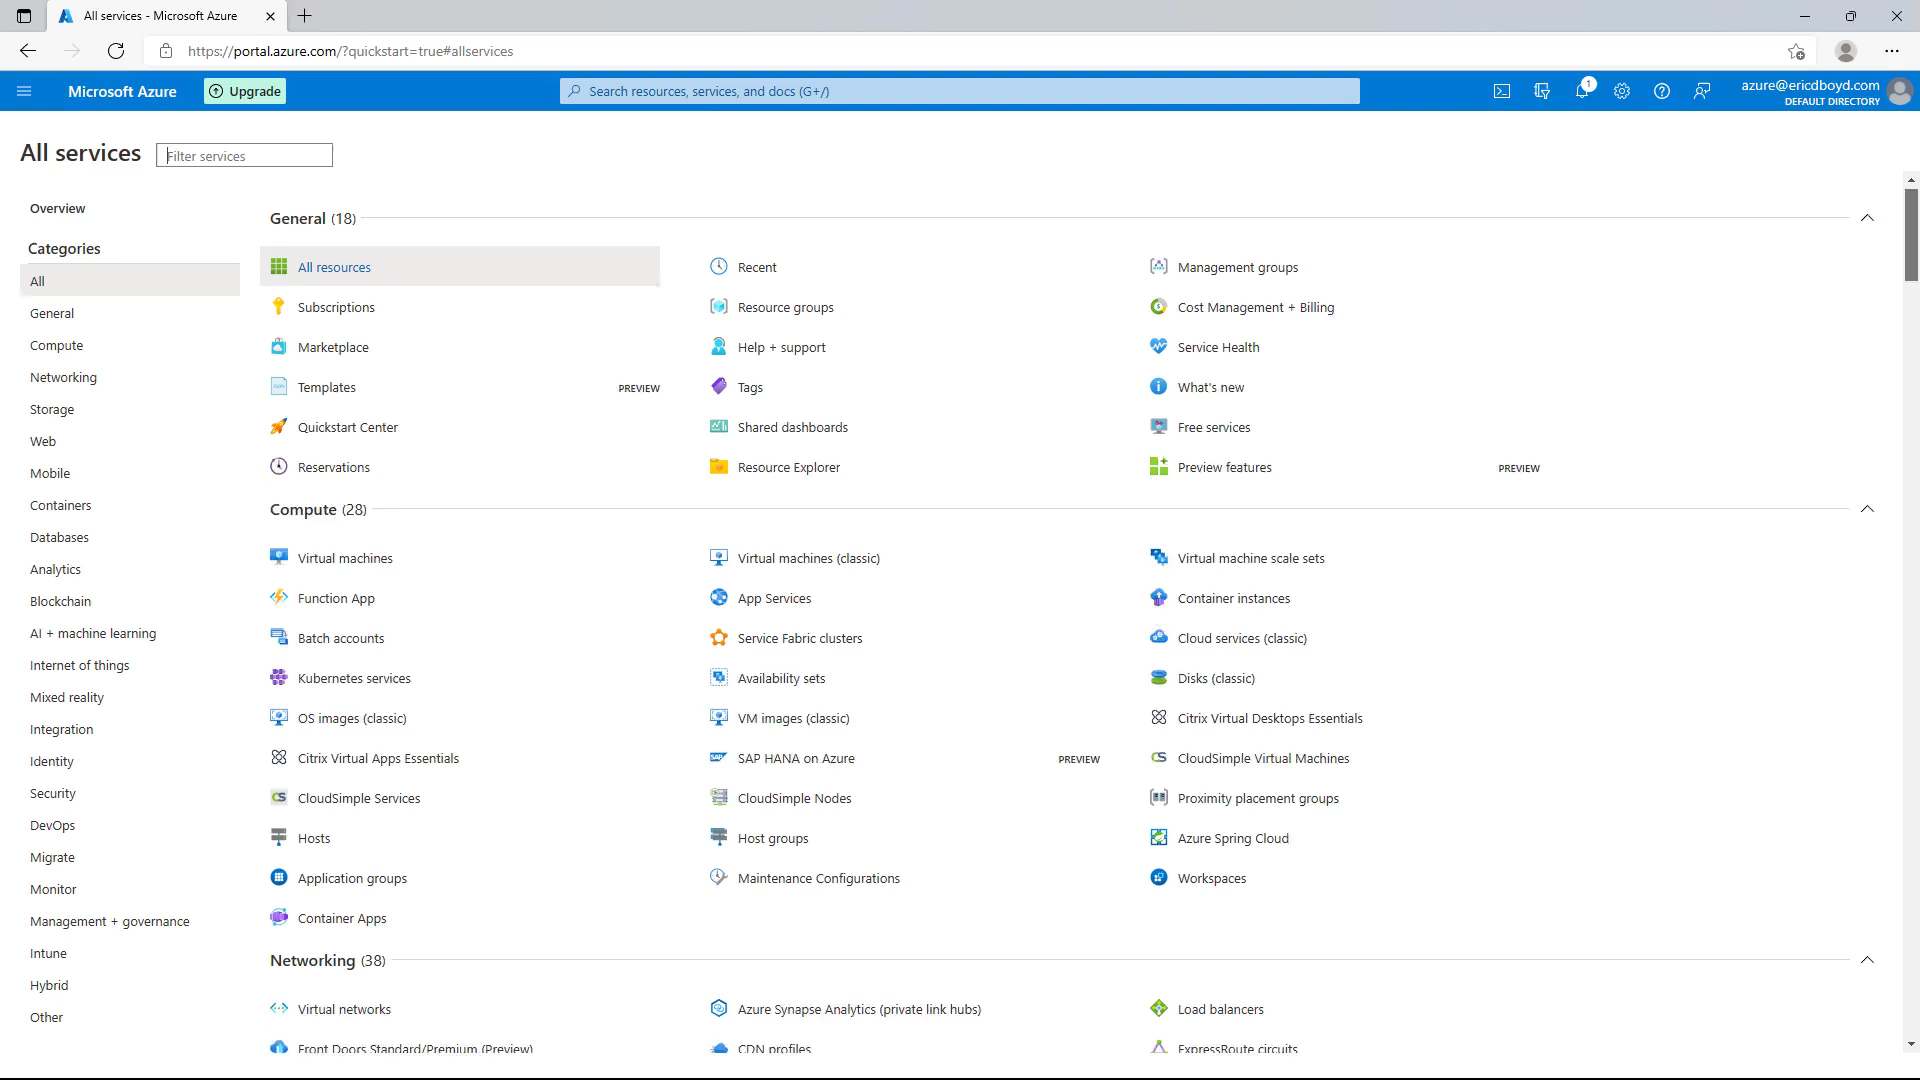 All services - Microsoft Azure
https://portal.azure.com/?quickstart=true#allservices
Microsoft Azure
Upgrade
Search resources, services, and docs (G+/)
1
azure@ericdboyd.com
DEFAULT DIRECTORY
All services
Filter services
Overview
Categories
All
General
Compute
Networking
Storage
Web
Mobile
Containers
Databases
Analytics
Blockchain
AI + machine learning
Internet of things
Mixed reality
Integration
Identity
Security
DevOps
Migrate
Monitor
Management + governance
Intune
Hybrid
Other
General (18)
All resources
Recent
Management groups
Subscriptions
Resource groups
Cost Management + Billing
Marketplace
Help + support
Service Health
Templates PREVIEW
Tags
What's new
Quickstart Center
Shared dashboards
Free services
Reservations
Resource Explorer
Preview features PREVIEW
Compute (28)
Virtual machines
Virtual machines (classic)
Virtual machine scale sets
Function App
App Services
Container instances
Batch accounts
Service Fabric clusters
Cloud services (classic)
Kubernetes services
Availability sets
Disks (classic)
OS images (classic)
VM images (classic)
Citrix Virtual Desktops Essentials
Citrix Virtual Apps Essentials
SAP HANA on Azure PREVIEW
CloudSimple Virtual Machines
CloudSimple Services
CloudSimple Nodes
Proximity placement groups
Hosts
Host groups
Azure Spring Cloud
Application groups
Maintenance Configurations
Workspaces
Container Apps
Networking (38)
Virtual networks
Azure Synapse Analytics (private link hubs)
Load balancers
Front Doors Standard/Premium (Preview)
CDN profiles
ExpressRoute circuits